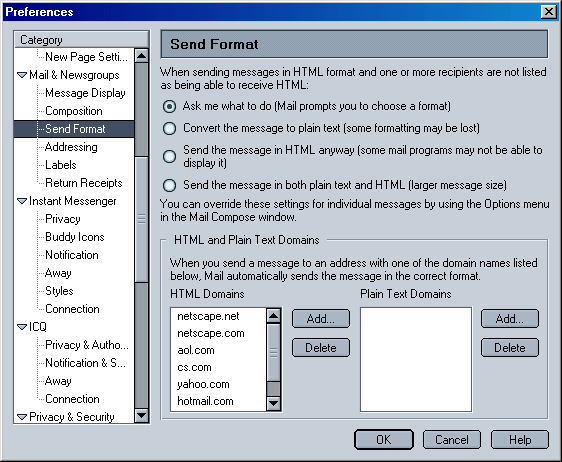 Preferences
Category
New Page Setti...
Mail & Newsgroups
Message Display
Composition
Send Format
Addressing
Labels
Return Receipts
Instant Messenger
Privacy
Buddy Icons
Notification
Away
Styles
Connection
ICQ
Privacy & Autho...
Notification & S...
Away
Connection
Privacy & Security
Send Format
When sending messages in HTML format and one or more recipients are not listed
as being able to receive HTML:
Ask me what to do (Mail prompts you to choose a format)
Convert the message to plain text (some formatting may be lost)
Send the message in HTML anyway (some mail programs may not be able to
display it)
Send the message in both plain text and HTML (larger message size)
You can override these settings for individual messages by using the Options menu
in the Mail Compose window.
HTML and Plain Text Domains
When you send a message to an address with one of the domain names listed
below, Mail automatically sends the message in the correct format.
HTML Domains
netscape.net
netscape.com
aol.com
cs.com
yahoo.com
hotmail.com
Add...
Delete
Plain Text Domains
Add...
Delete
OK
Cancel
Help